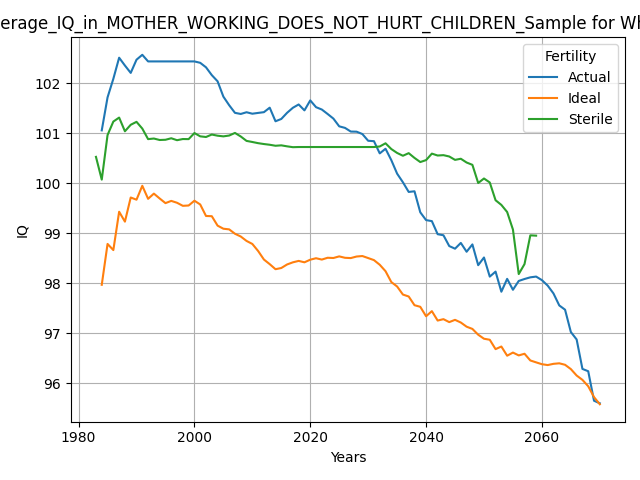 erage_IQ_in_MOTHER_WORKING_DOES_NOT_HURT_CHILDREN_Sample for Wh
Fertility
Actual
Ideal
Sterile
102
101
100
99
98
97
96
IQ
1980
2000
2020
2040
2060
Years